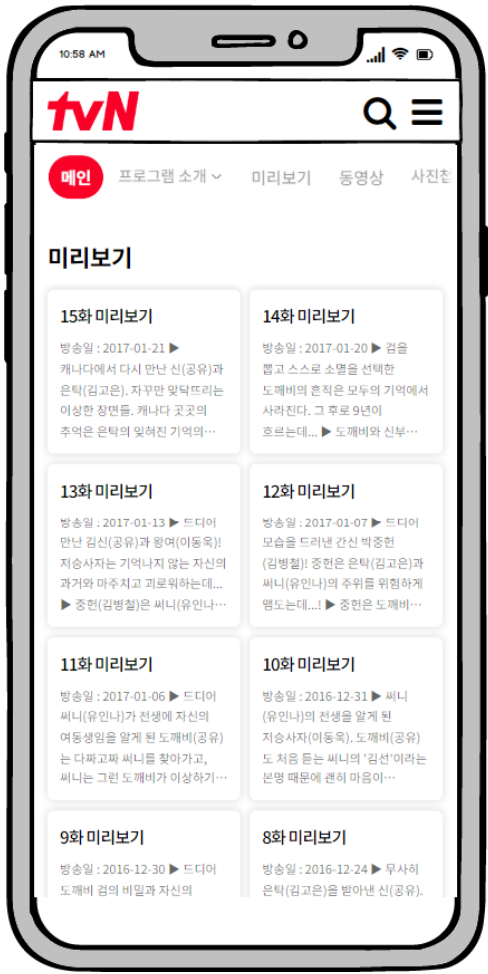 10:58 AM
tvN
메인 프로그램 소개 미리보기 동영상 사진첩
미리보기
15화 미리보기
방송일 : 2017-01-21 ▶
캐나다에서 다시 만난 신(공유)과
은탁(김고은). 자꾸만 맞닥뜨리는
이상한 장면들. 캐나다 곳곳의
추억은 은탁의 잊혀진 기억의…
14화 미리보기
방송일 : 2017-01-20 ▶ 검을
뽑고 스스로 소멸을 선택한
도깨비의 흔적은 모두의 기억에서
사라진다. 그 후로 9년이
흐르는데... ▶ 도깨비와 신부…
13화 미리보기
방송일 : 2017-01-13 ▶ 드디어
만난 김신(공유)과 왕여(이동욱)!
저승사자는 기억나지 않는 자신의
과거와 마주치고 괴로워하는데...
▶ 중헌(김병철)은 써니(유인나…
12화 미리보기
방송일 : 2017-01-07 ▶ 드디어
모습을 드러낸 간신 박중헌
(김병철)! 중헌은 은탁(김고은)과
써니(유인나)의 주위를 위험하게
맴도는데...! ▶ 중헌은 도깨비…
11화 미리보기
방송일 : 2017-01-06 ▶ 드디어
써니(유인나)가 전생에 자신의
여동생임을 알게 된 도깨비(공유)
는 다짜고짜 써니를 찾아가고,
써니는 그런 도깨비가 이상하기…
10화 미리보기
방송일 : 2016-12-31 ▶ 써니
(유인나)의 전생을 알게 된
지승사자(이동욱). 도깨비(공유)
도 처음 듣는 써니의 '김선'이라는
본명 때문에 괜히 마음이…
9화 미리보기
방송일 : 2016-12-30 ▶ 드디어
도깨비 검의 비밀과 자신의
8화 미리보기
방송일 : 2016-12-24 ▶ 무사히
은탁(김고은)을 받아낸 신(공유).